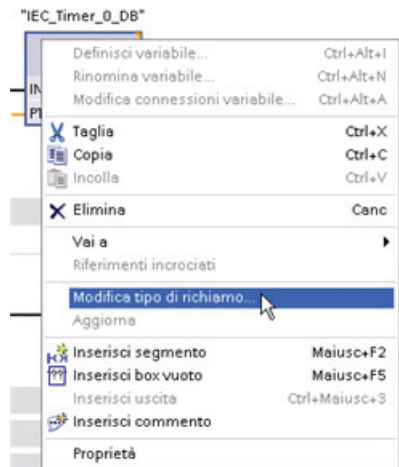 "IEC_Timer_0_DB"
IN
PT
Definisci variabile... Ctrl+Alt+I
Rinomina variabile... Ctrl+Alt+N
Modifica connessioni variabile... Ctrl+Alt+A
Taglia Ctrl+X
Copia Ctrl+C
Incolla Ctrl+V
Elimina Canc
Vai a
Riferimenti incrociati
Modifica tipo di richiamo...
Aggiorna
Inserisci segmento Maiusc+F2
Inserisci box vuoto Maiusc+F5
Inserisci uscita Ctrl+Maiusc+3
Inserisci commento
Proprietà